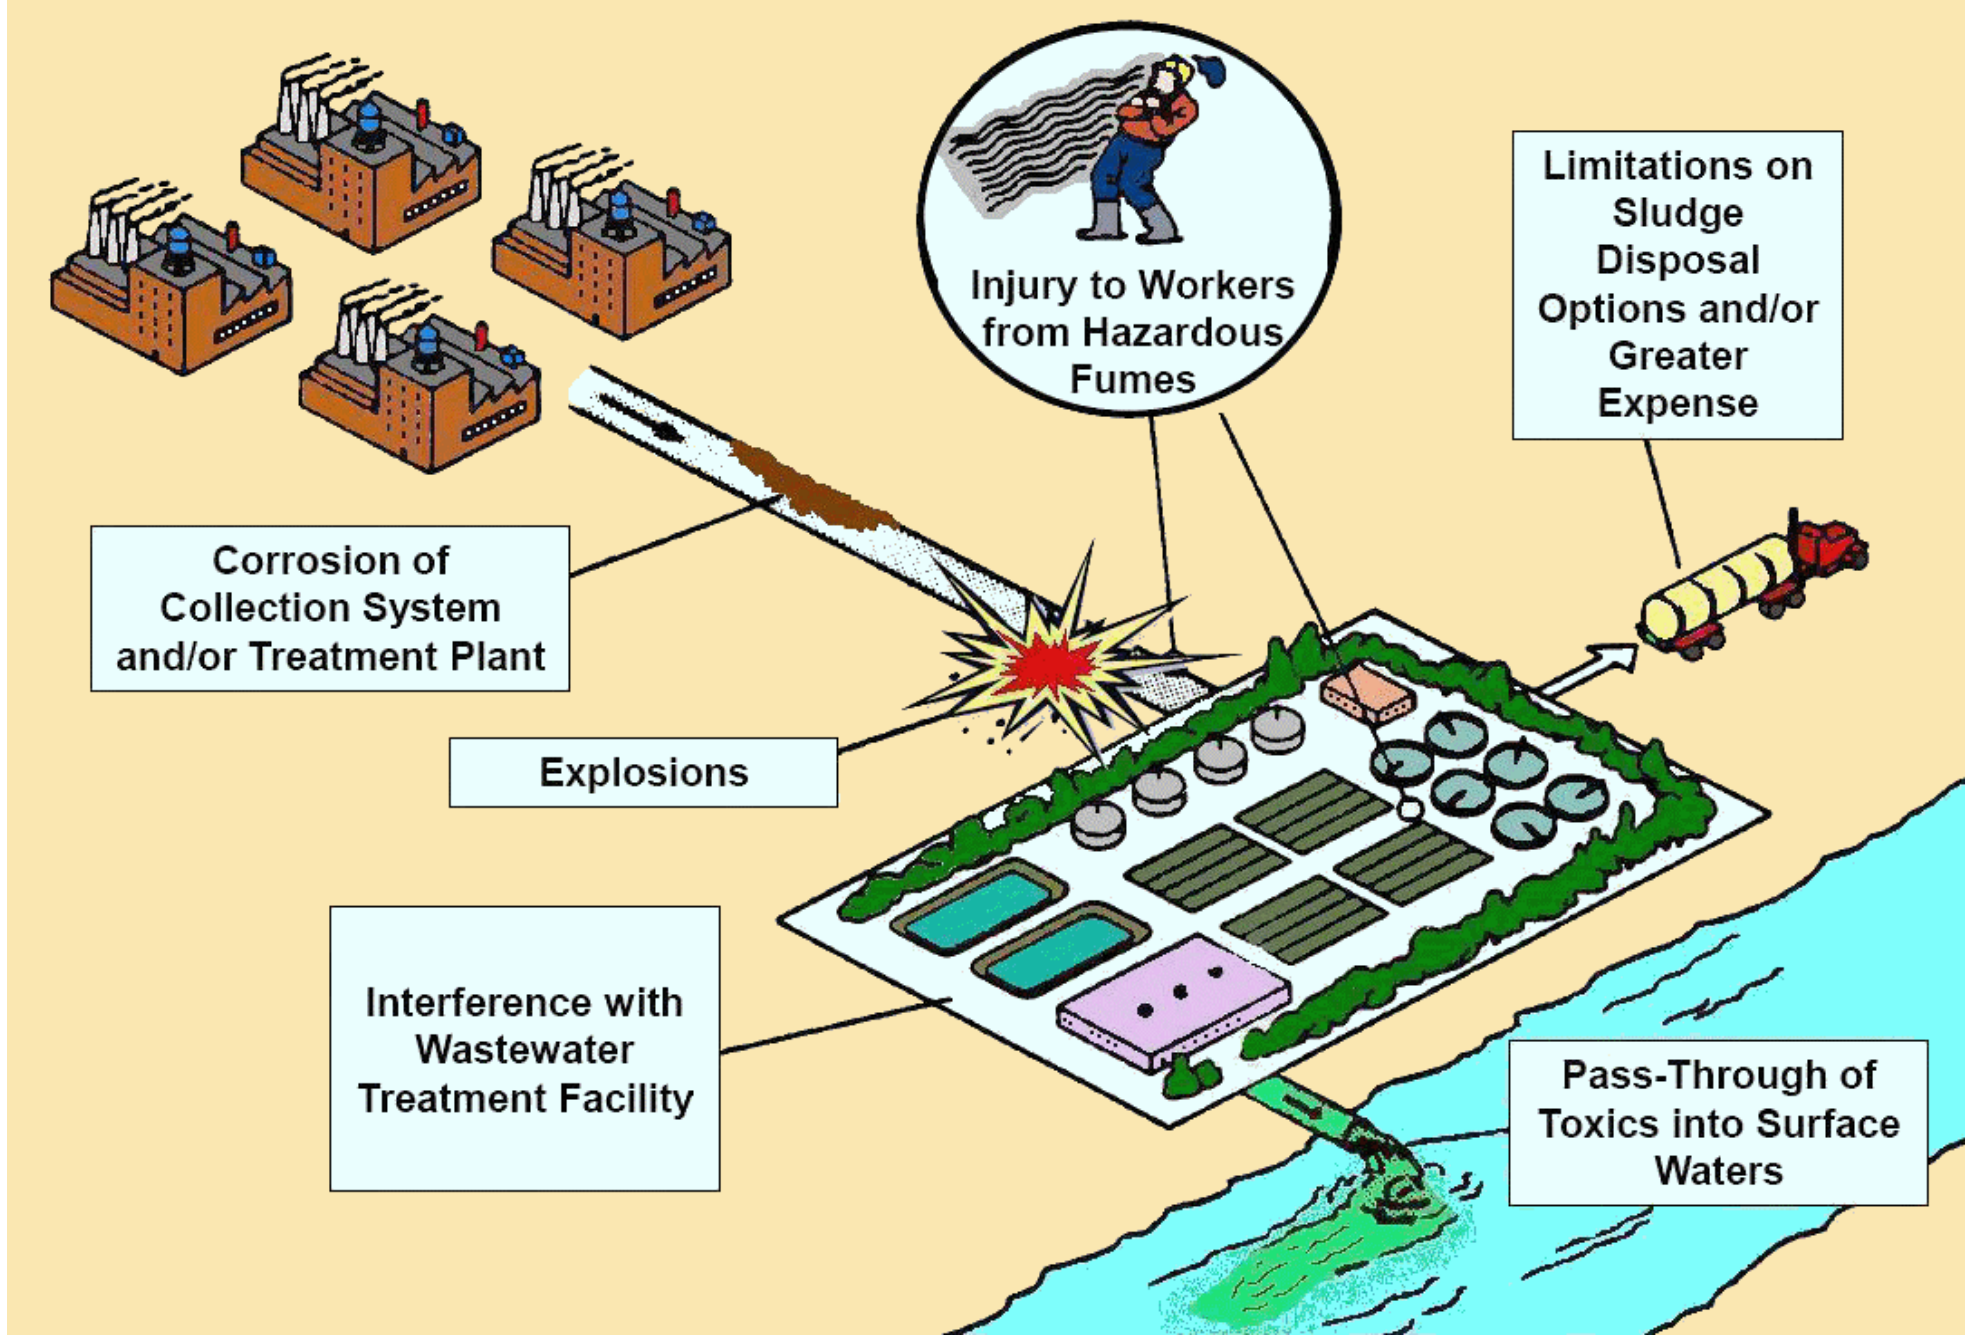 Injury to Workers
from Hazardous
Fumes
Limitations on
Sludge
Disposal
Options and/or
Greater
Expense
Corrosion of
Collection System
and/or Treatment Plant
Explosions
Interference with
Wastewater
Treatment Facility
Pass-Through of
Toxics into Surface
Waters